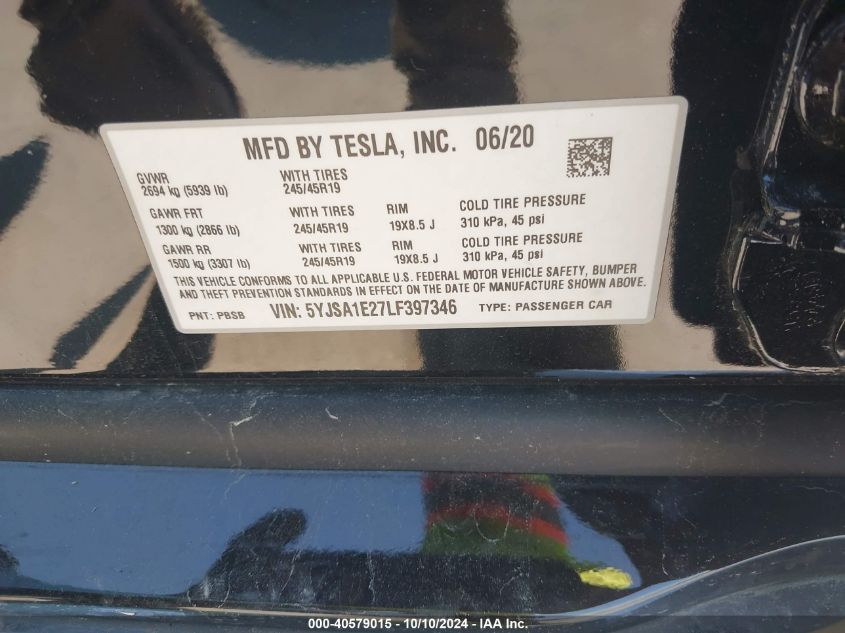 MFD BY TESLA, INC. 06/20
GVWR WITH TIRES
2694 kg (5939 lb) 245/45R19
GAWR FRT WITH TIRES RIM COLD TIRE PRESSURE
1300 kg (2866 lb) 245/45R19 19X8.5 J 310 kPa, 45 psi
GAWR RR WITH TIRES RIM COLD TIRE PRESSURE
1500 kg (3307 lb) 245/45R19 19X8.5 J 310 kPa, 45 psi
THIS VEHICLE CONFORMS TO ALL APPLICABLE U.S. FEDERAL MOTOR VEHICLE SAFETY, BUMPER
AND THEFT PREVENTION STANDARDS IN EFFECT ON THE DATE OF MANUFACTURE SHOWN ABOVE.
PNT: PBSB VIN: 5YJSA1E27LF397346 TYPE: PASSENGER CAR
000-40579015 - 10/10/2024 - IAA Inc.